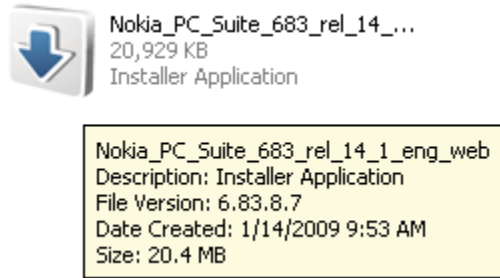 Nokia_PC_Suite_683_rel_14_...
20,929 KB
Installer Application
Nokia_PC_Suite_683_rel_14_1_eng_web
Description: Installer Application
File Version: 6.83.8.7
Date Created: 1/14/2009 9:53 AM
Size: 20.4 MB